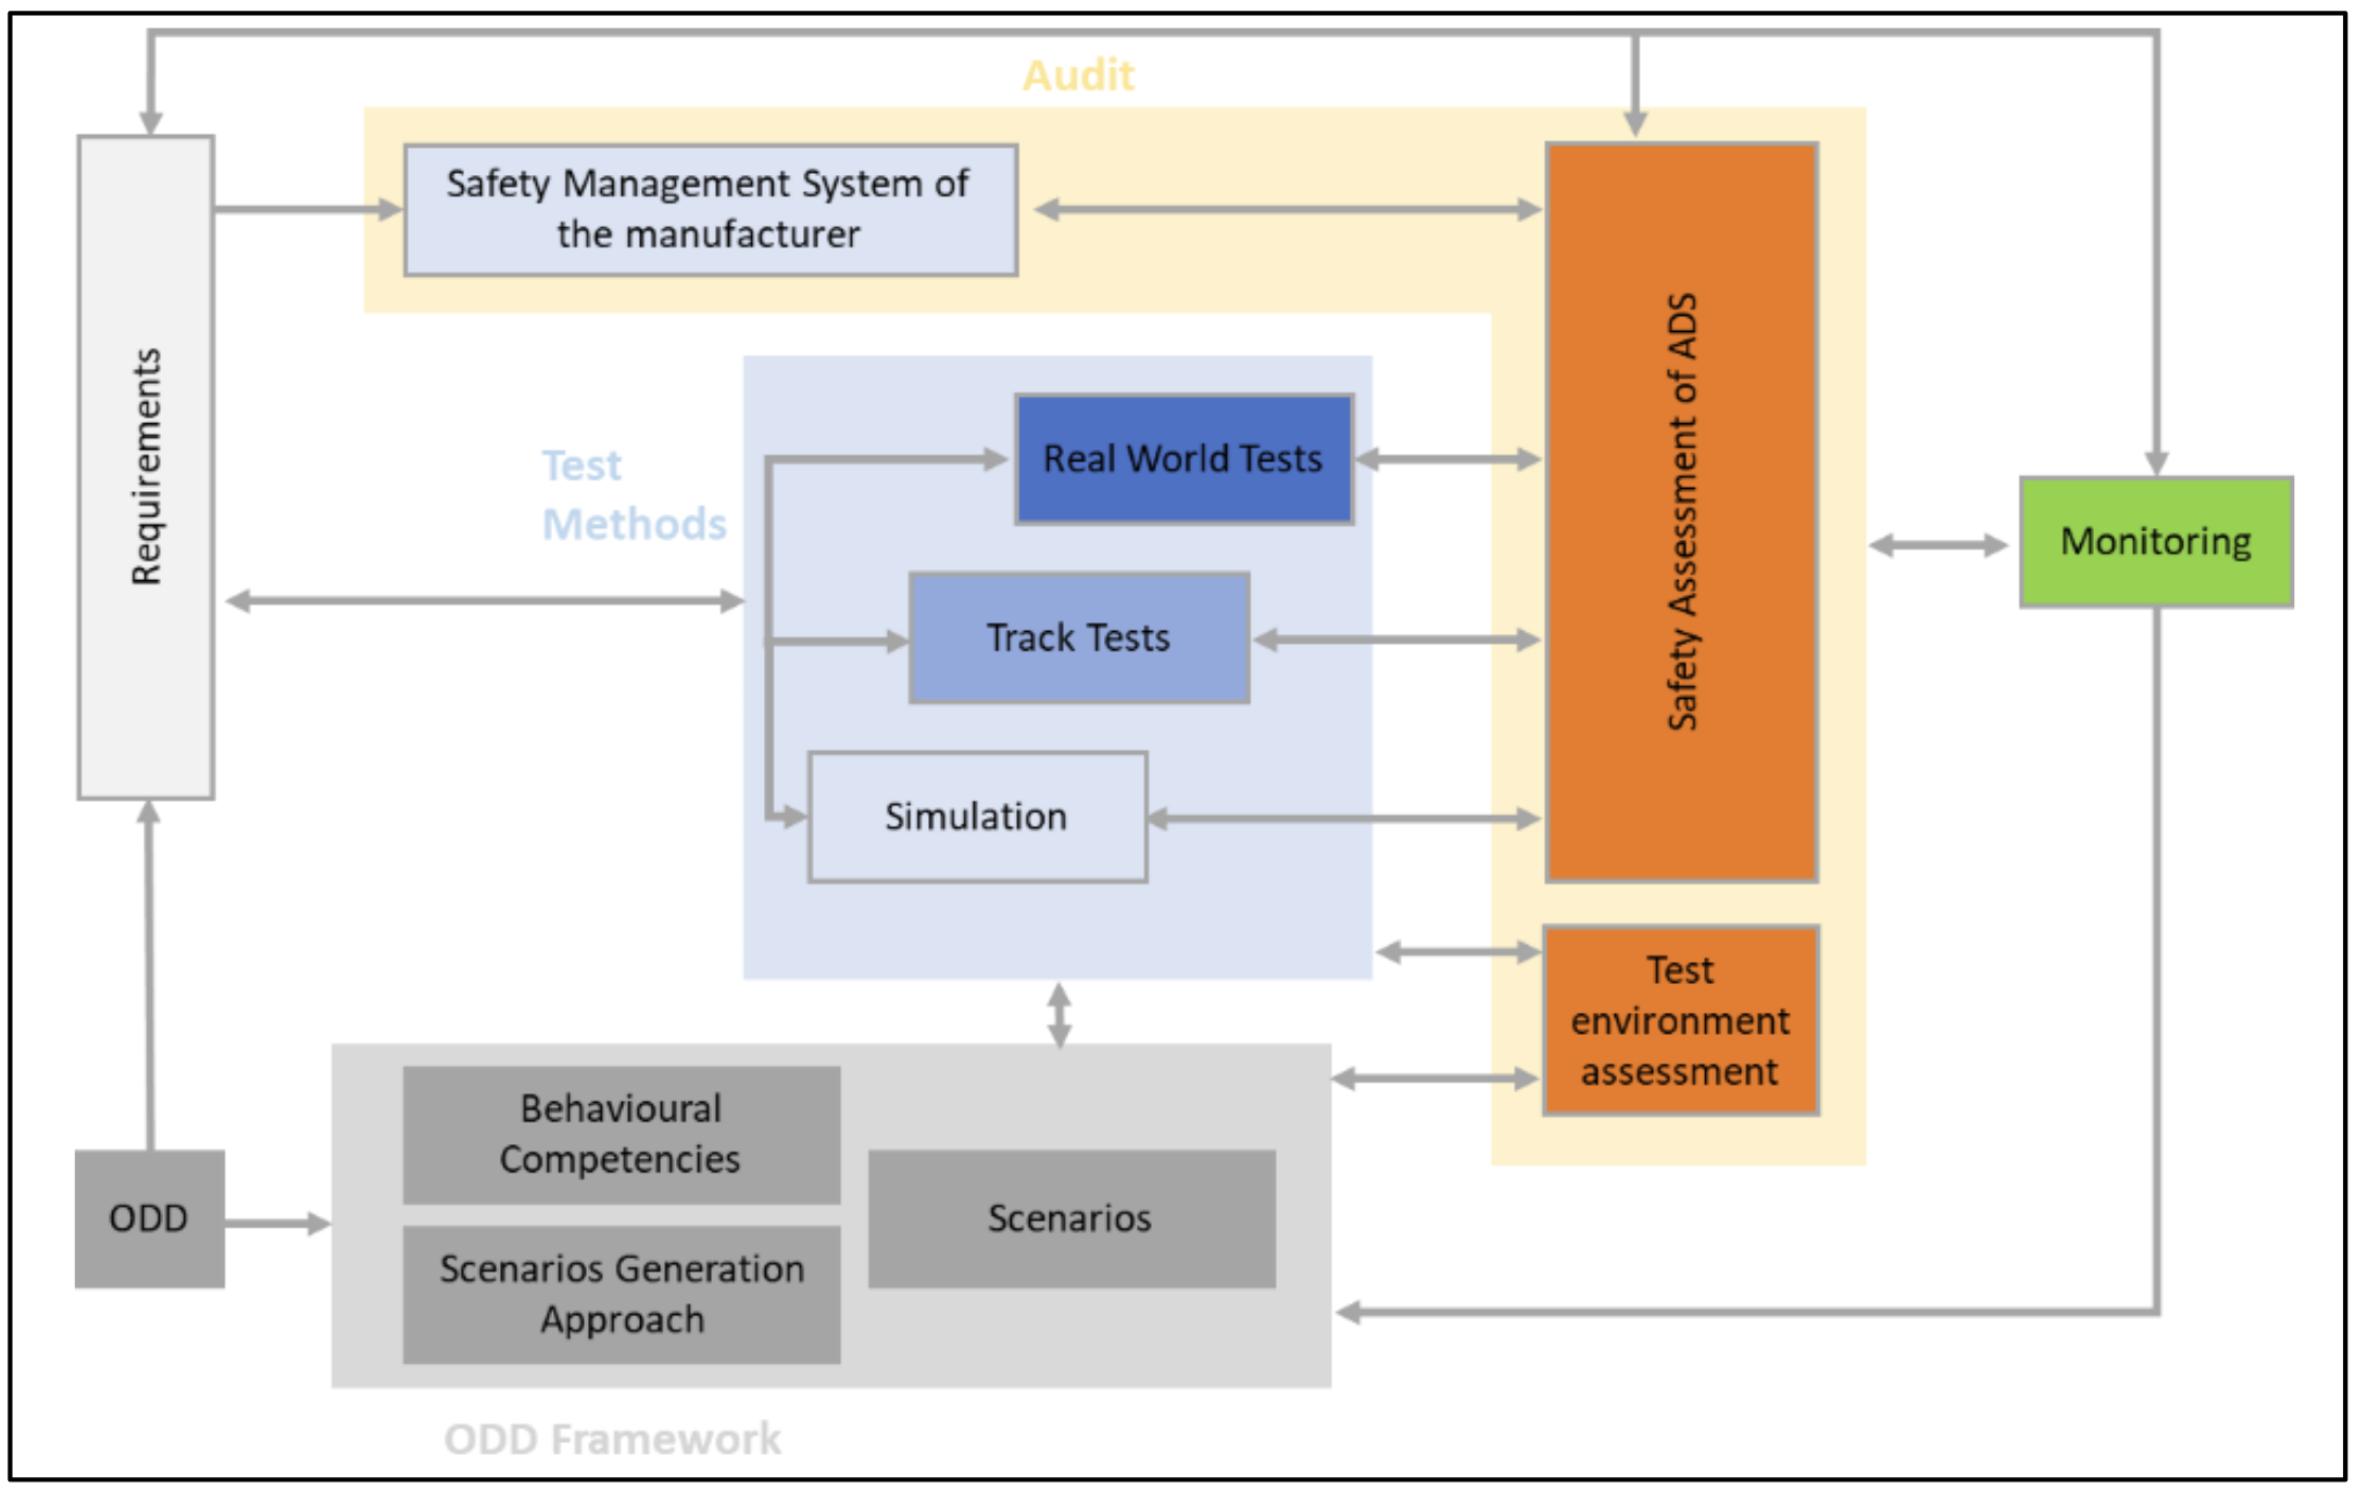 Audit
Safety Management System of
the manufacturer
Requirements
Safety Assessment of ADS
Test
Methods
Real World Tests
Track Tests
Simulation
Monitoring
Test
environment
assessment
ODD
Behavioural
Competencies
Scenarios
Scenarios Generation
Approach
ODD Framework